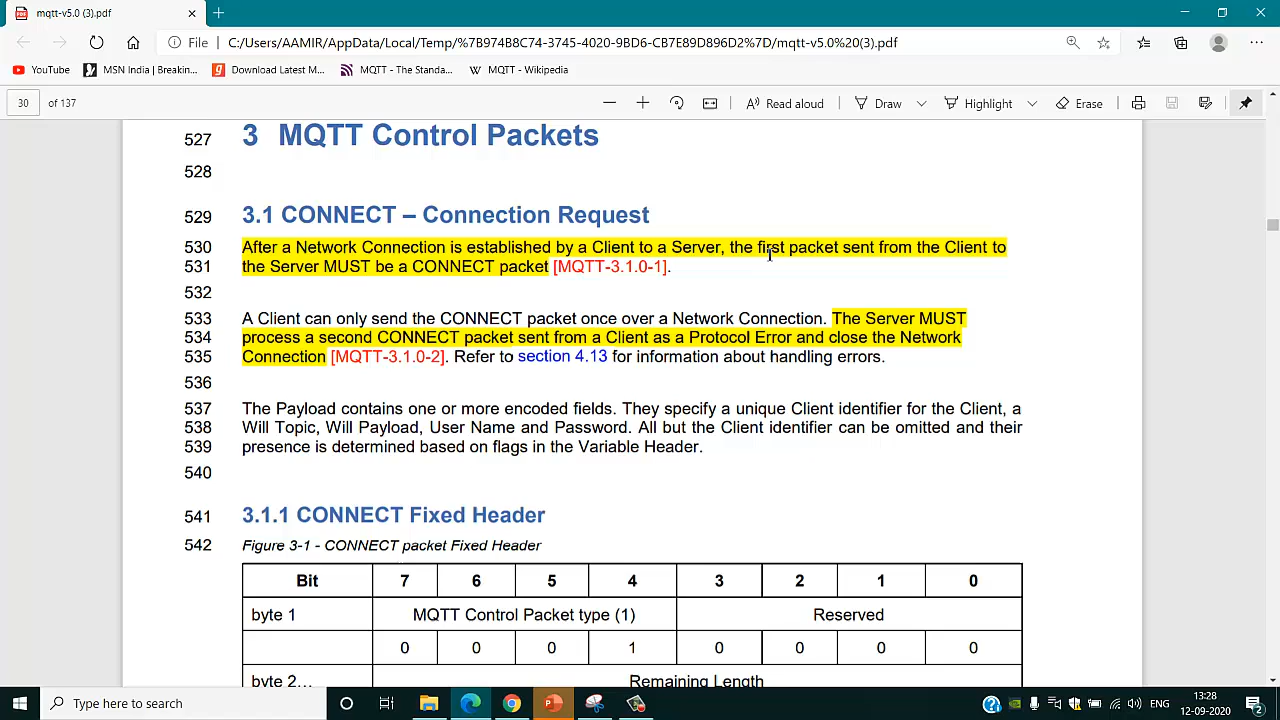 mqtt-v5.0 (3).pdf
File
C:/Users/AAMIR/AppData/Local/Temp/%7B974B8C74-3745-4020-9BD6-CB7E89D896D2%7D/mqtt-v5.0%20(3).pdf
YouTube
MSN India | Breakin...
Download Latest M...
MQTT - The Standa...
MQTT - Wikipedia
30 of 137
Read aloud
Draw
Highlight
Erase
527 3 MQTT Control Packets
528
529 3.1 CONNECT – Connection Request
530 After a Network Connection is established by a Client to a Server, the first packet sent from the Client to
531 the Server MUST be a CONNECT packet [MQTT-3.1.0-1].
532
533 A Client can only send the CONNECT packet once over a Network Connection. The Server MUST
534 process a second CONNECT packet sent from a Client as a Protocol Error and close the Network
535 Connection [MQTT-3.1.0-2]. Refer to section 4.13 for information about handling errors.
536
537 The Payload contains one or more encoded fields. They specify a unique Client identifier for the Client, a
538 Will Topic, Will Payload, User Name and Password. All but the Client identifier can be omitted and their
539 presence is determined based on flags in the Variable Header.
540
541 3.1.1 CONNECT Fixed Header
542 Figure 3-1 - CONNECT packet Fixed Header
Bit 7 6 5 4 3 2 1 0
byte 1 MQTT Control Packet type (1) Reserved
0 0 0 1 0 0 0 0
byte 2... Remaining Length
Type here to search
ENG
13:28
12-09-2020
2